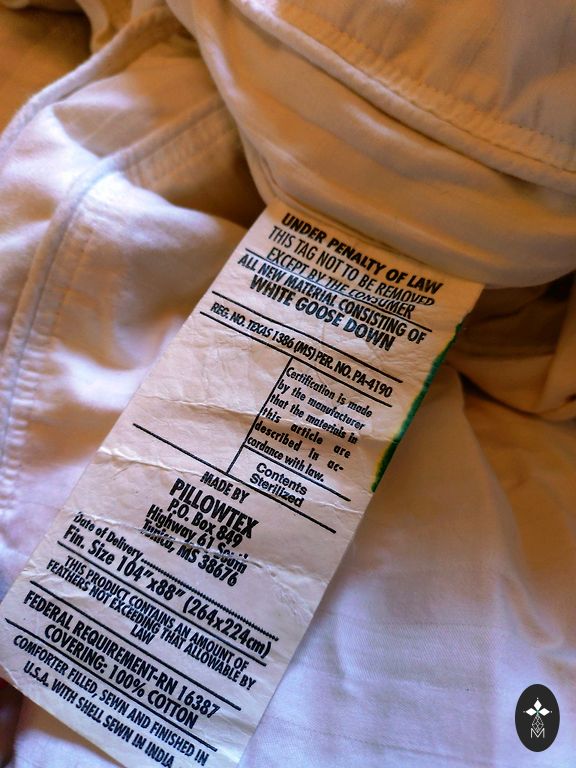 UNDER PENALTY OF LAW
THIS TAG NOT TO BE REMOVED
EXCEPT BY THE CONSUMER
ALL NEW MATERIAL CONSISTING OF
WHITE GOOSE DOWN
REG. NO. TEXAS 1386 (MS) PER. NO. PA-4190
Certification is made
by the manufacturer
that the materials in
this article are
described in ac-
cordance with law.
Contents
Sterilized
MADE BY
PILLOWTEX
P.O. Box 849
Highway 61 South
Tunica, MS 38676
Date of Delivery
Fin. Size 104"x88" (264x224cm)
THIS PRODUCT CONTAINS AN AMOUNT OF
FEATHERS NOT EXCEEDING THAT ALLOWABLE BY
LAW
FEDERAL REQUIREMENT-RN 16387
COVERING: 100% COTTON
COMFORTER FILLED, SEWN AND FINISHED IN
U.S.A. WITH SHELL SEWN IN INDIA
M